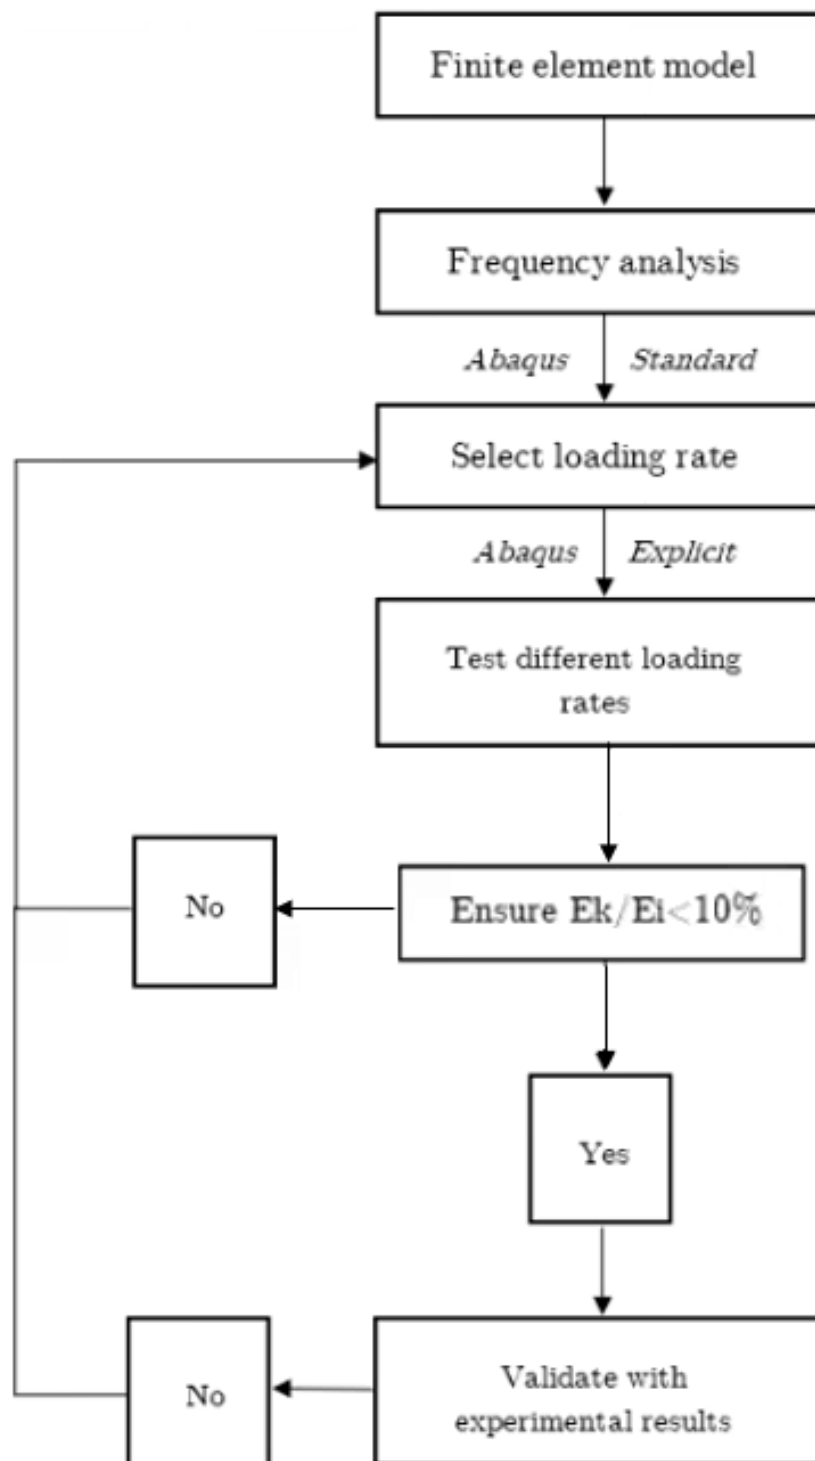 Finite element model
Frequency analysis
Abaqus Standard
Select loading rate
Abaqus Explicit
Test different loading
rates
No
Ensure Ek/Ei<10%
Yes
No
Validate with
experimental results